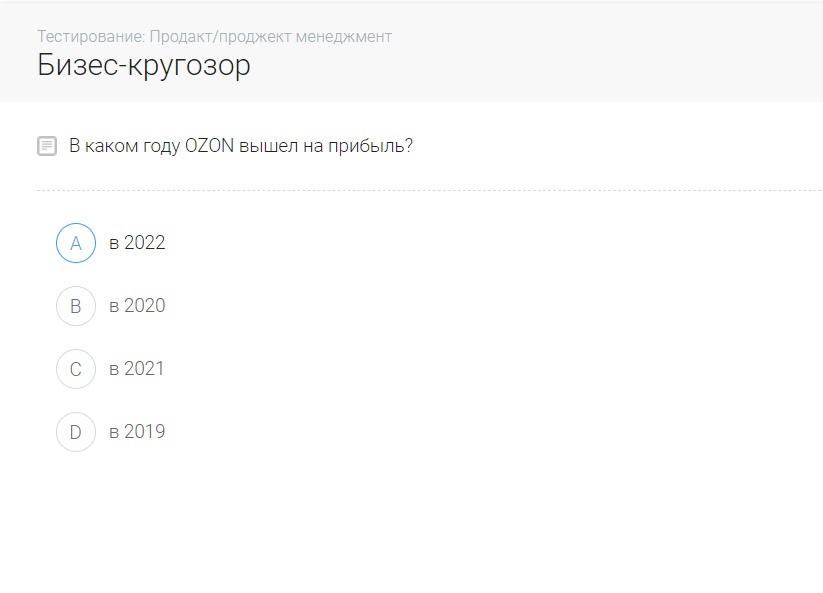 Тестирование: Продакт/проджект менеджмент
Бизес-кругозор
В каком году OZON вышел на прибыль?
A в 2022
B в 2020
C в 2021
D в 2019